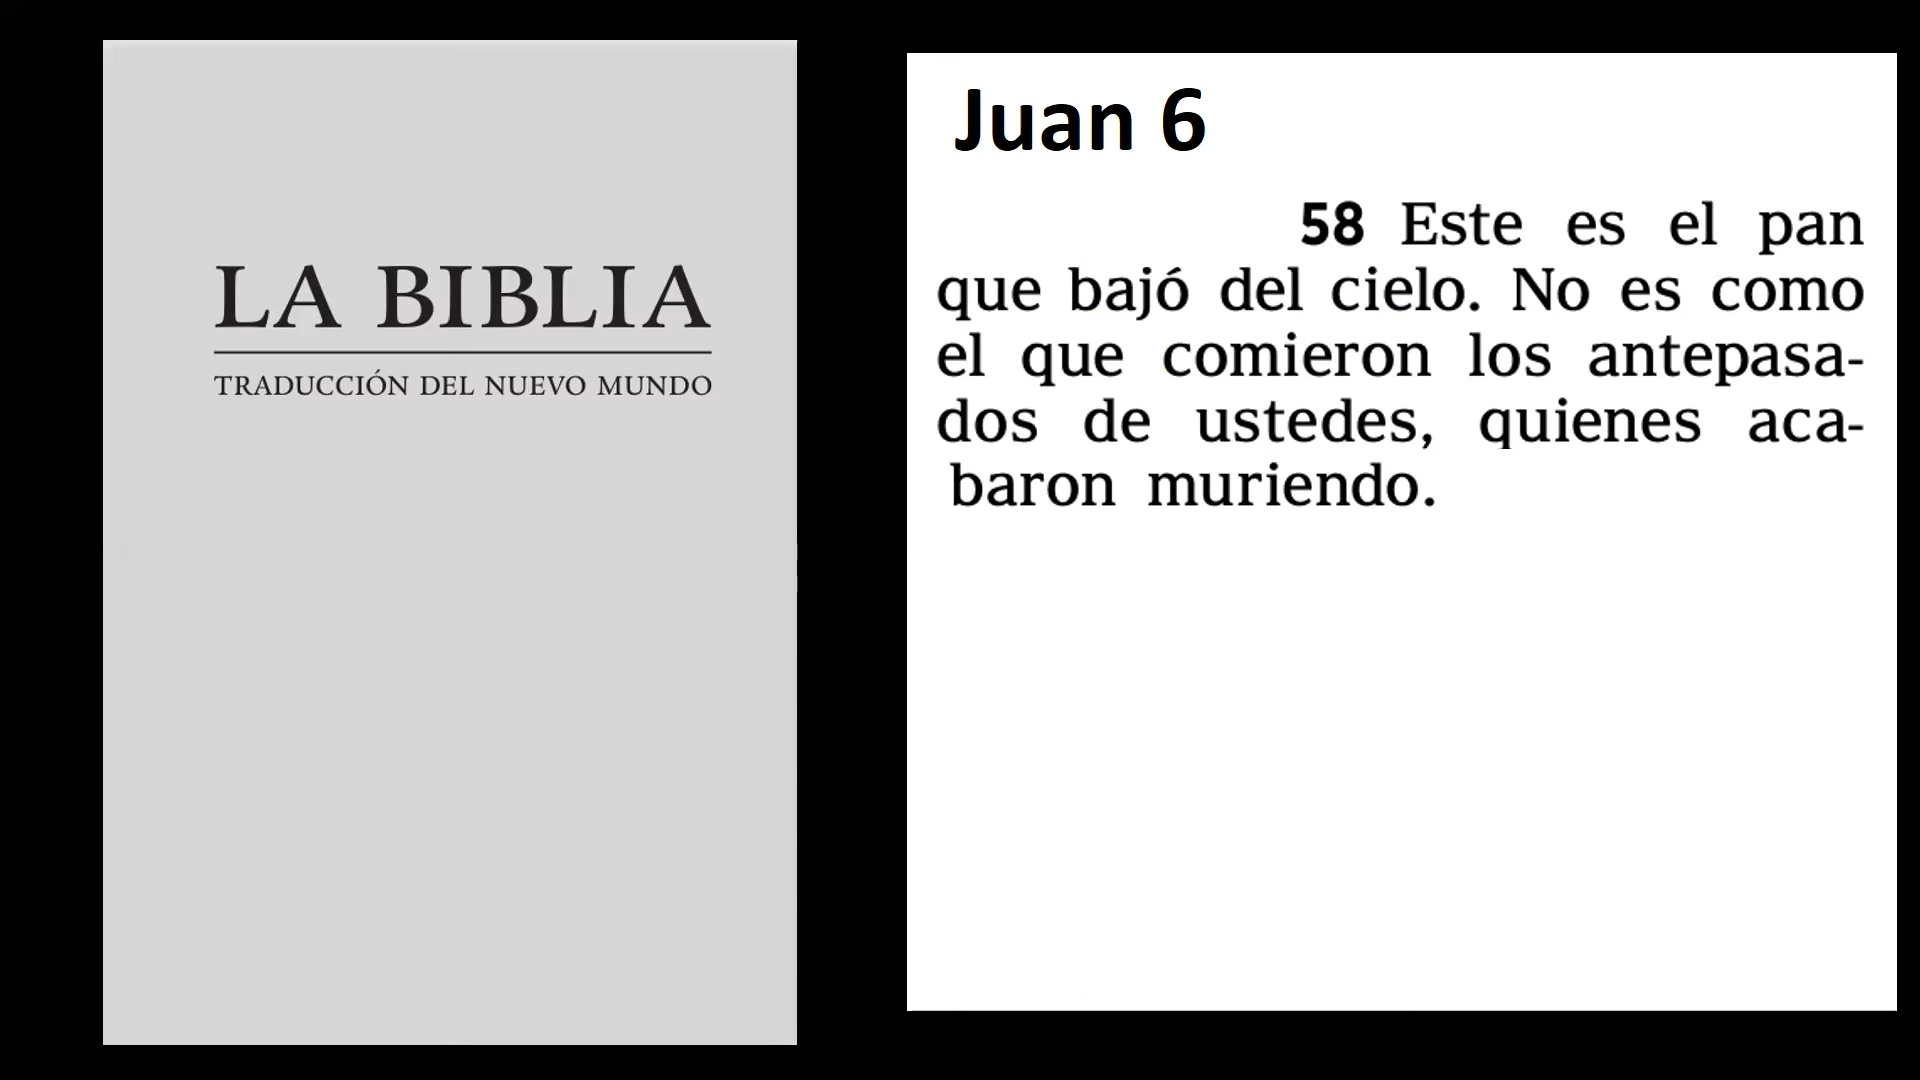 LA BIBLIA
TRADUCCIÓN DEL NUEVO MUNDO
Juan 6
58 Este es el pan
que bajó del cielo. No es como
el que comieron los antepasa-
dos de ustedes, quienes aca-
baron muriendo.